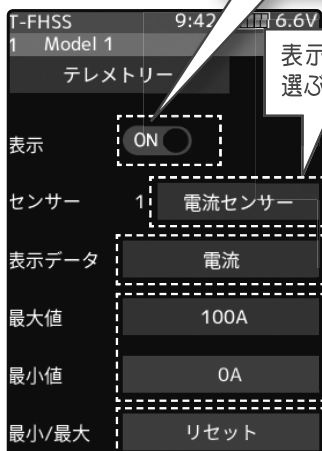 T-FHSS 9:42 6.6V
1 Model 1
テレメトリー
表示
選ぶ
表示 ON
センサー 1 電流センサー
表示データ 電流
最大値 100A
最小値 0A
最小/最大 リセット